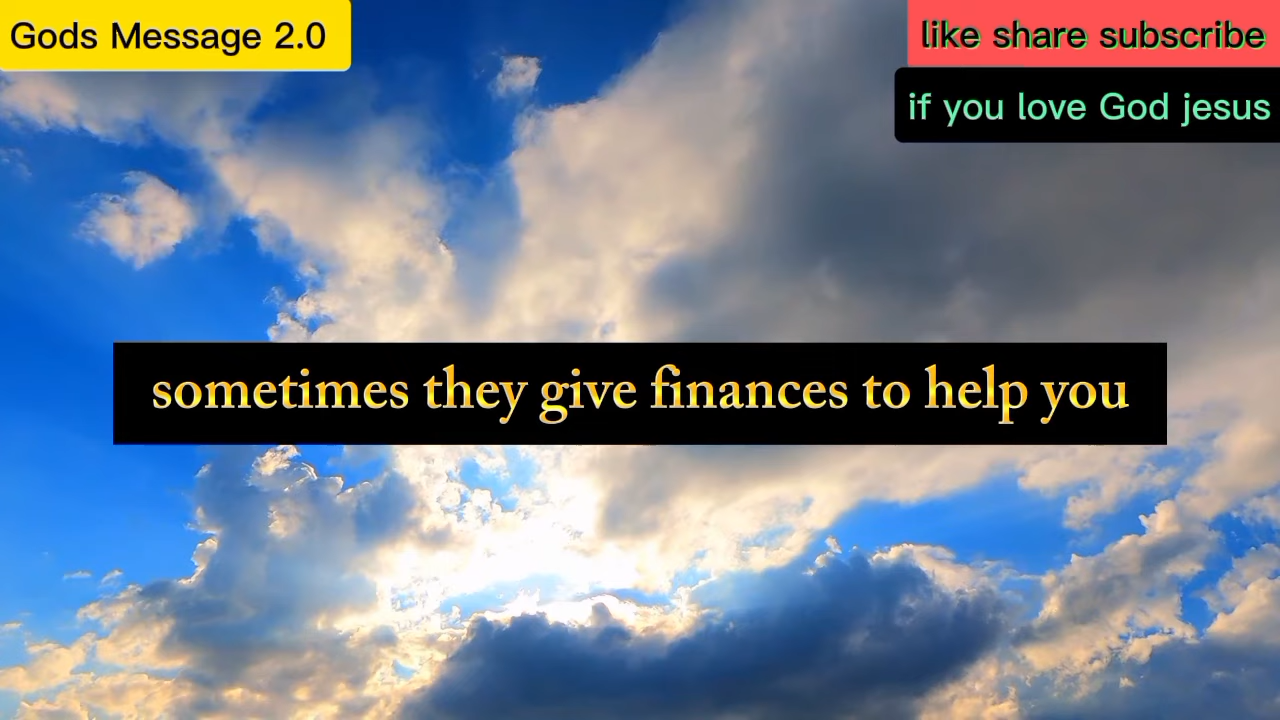 Gods Message 2.0
like share subscribe
if you love God jesus
sometimes they give finances to help you